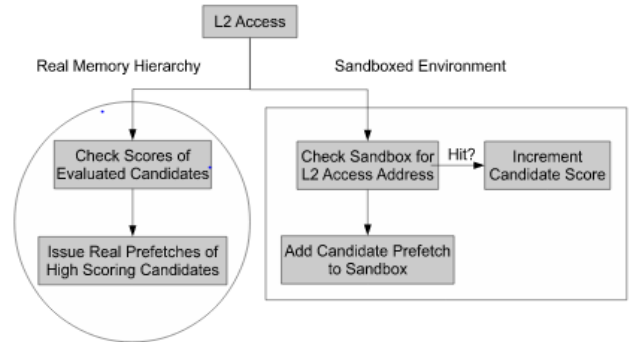 L2 Access
Real Memory Hierarchy
Sandboxed Environment
Check Scores of
Evaluated Candidates
Issue Real Prefetches of
High Scoring Candidates
Check Sandbox for
L2 Access Address
Hit?
Increment
Candidate Score
Add Candidate Prefetch
to Sandbox